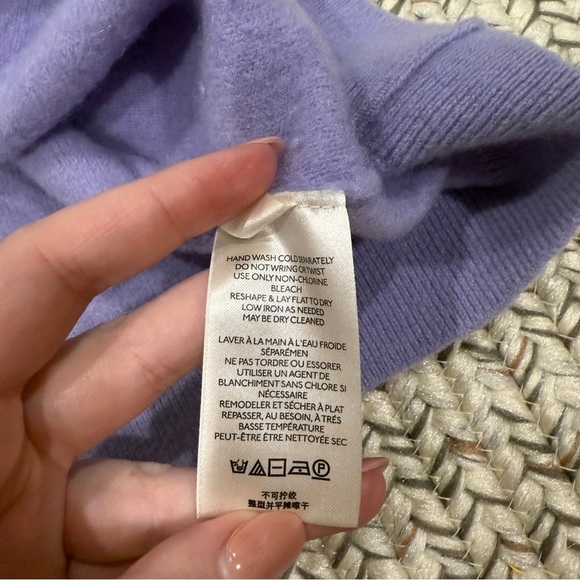 HAND WASH COLD SEPARATELY
DO NOT WRING OR TWIST
USE ONLY NON-CHLORINE
BLEACH
RESHAPE & LAY FLAT TO DRY
LOW IRON AS NEEDED
MAY BE DRY CLEANED
LAVER À LA MAIN À L'EAU FROIDE
SÉPARÉMEN
NE PAS TORDRE OU ESSORER
UTILISER UN AGENT DE
BLANCHIMENT SANS CHLORE SI
NÉCESSAIRE
REMODELER ET SÉCHER À PLAT
REPASSER, AU BESOIN, À TRÈS
BASSE TEMPÉRATURE
PEUT-ÊTRE ÊTRE NETTOYÉE SEC
P
不可拧绞
整型并平摊晾干